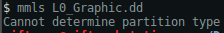 $ mmls L0_Graphic.dd
Cannot determine partition type